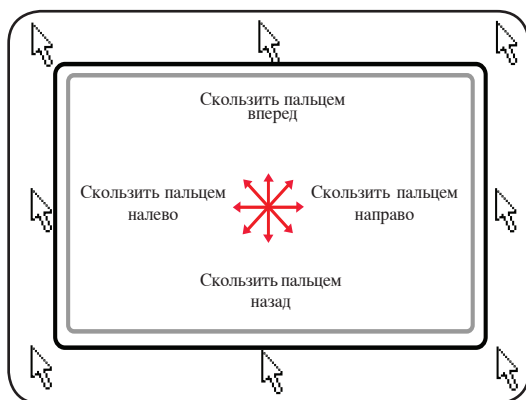 Скользить пальцем
вперед
Скользить пальцем
налево
Скользить пальцем
направо
Скользить пальцем
назад